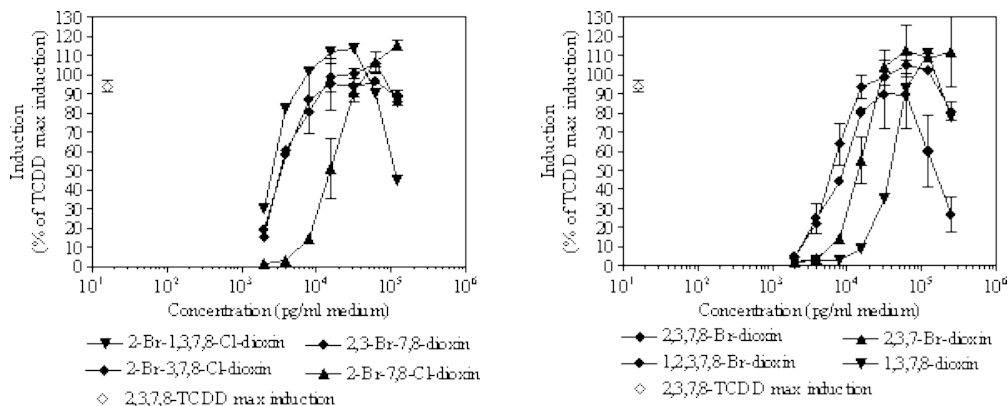 130
120
110
100
90
80
70
60
50
40
30
20
10
0
Induction
(% of TCDD max induction)
10¹ 10² 10³ 10⁴ 10⁵ 10⁶
Concentration (pg/ml medium)
2-Br-1,3,7,8-Cl-dioxin 2,3-Br-7,8-dioxin
2-Br-3,7,8-Cl-dioxin 2-Br-7,8-Cl-dioxin
2,3,7,8-TCDD max induction
130
120
110
100
90
80
70
60
50
40
30
20
10
0
Induction
(% of TCDD max induction)
10¹ 10² 10³ 10⁴ 10⁵ 10⁶
Concentration (pg/ml medium)
2,3,7,8-Br-dioxin 2,3,7-Br-dioxin
1,2,3,7,8-Br-dioxin 1,3,7,8-dioxin
2,3,7,8-TCDD max induction